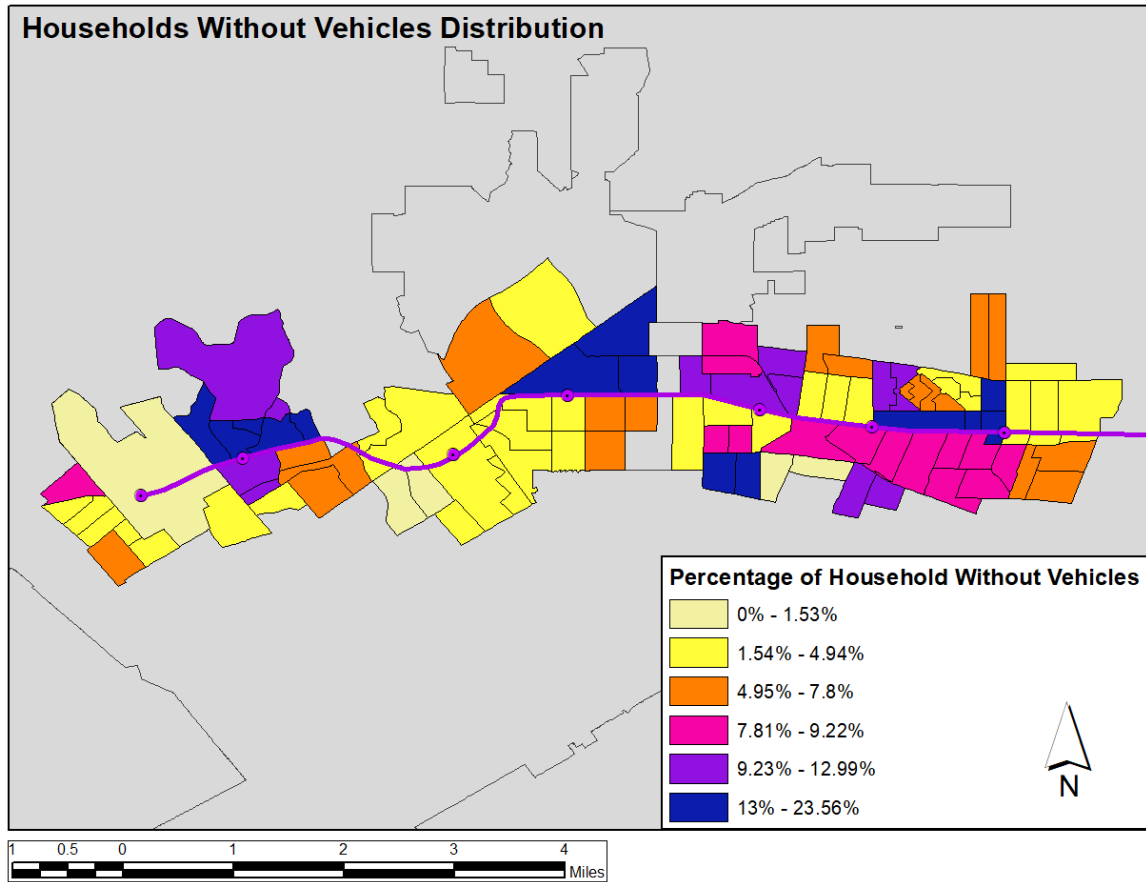 Households Without Vehicles Distribution
Percentage of Household Without Vehicles
0% - 1.53%
1.54% - 4.94%
4.95% - 7.8%
7.81% - 9.22%
9.23% - 12.99%
13% - 23.56%
N
1 0.5 0 1 2 3 4
Miles